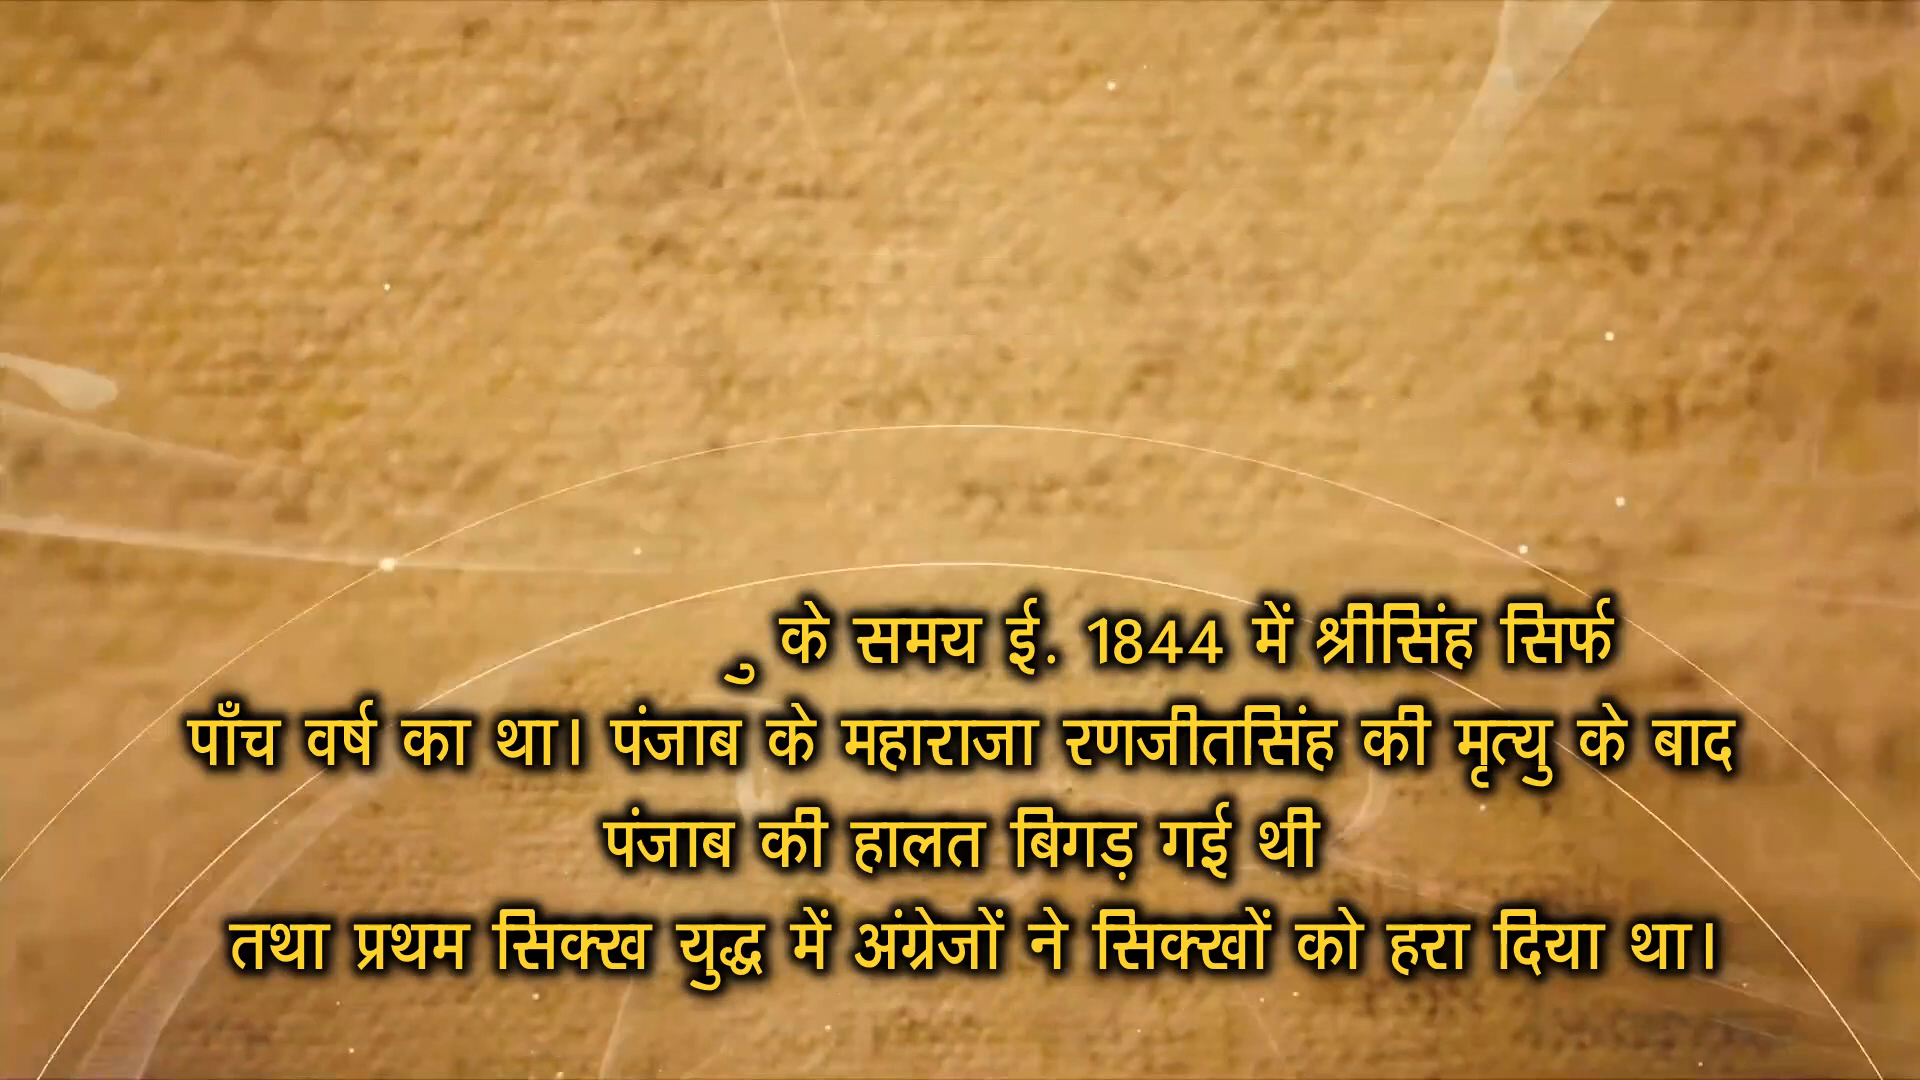 के समय ई. 1844 में श्रीसिंह सिर्फ
पाँच वर्ष का था। पंजाब के महाराजा रणजीतसिंह की मृत्यु के बाद
पंजाब की हालत बिगड़ गई थी
तथा प्रथम सिक्ख युद्ध में अंग्रेजों ने सिक्खों को हरा दिया था।